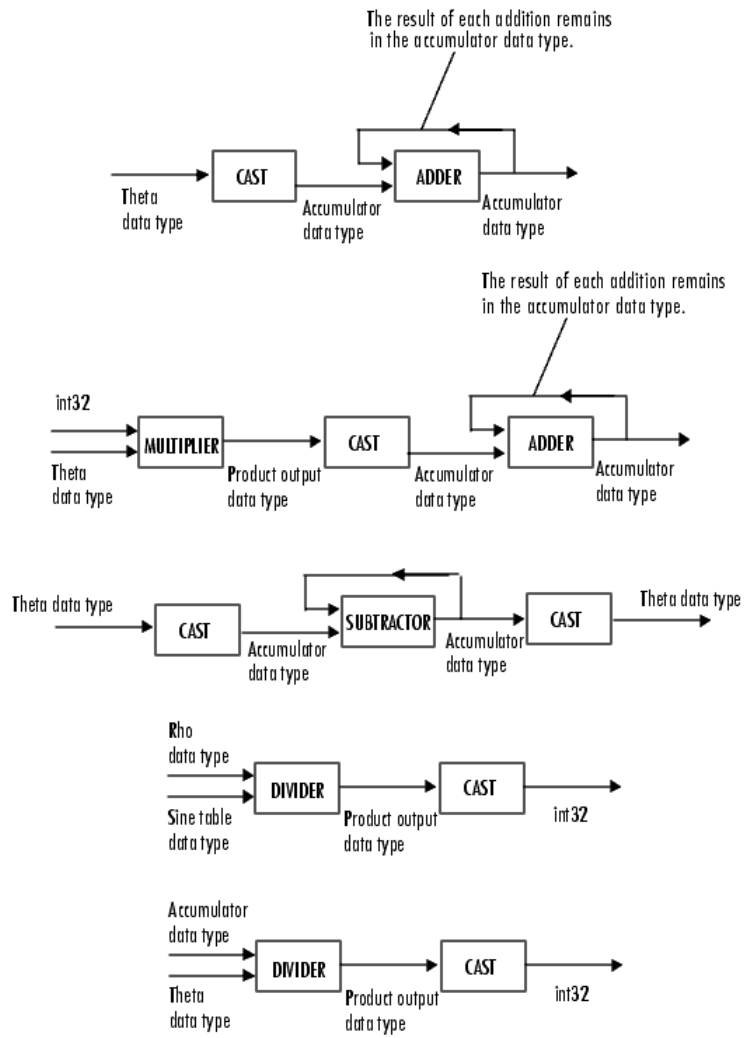 The result of each addition remains
in the accumulator data type.
CAST
ADDER
Theta
data type
Accumulator
data type
Accumulator
data type
The result of each addition remains
in the accumulator data type.
int32
MULTIPLIER
CAST
ADDER
Theta
data type
Product output
data type
Accumulator
data type
Accumulator
data type
Theta data type
CAST
Accumulator
data type
SUBTRACTOR
Accumulator
data type
CAST
Theta data type
Rho
data type
DIVIDER
CAST
Sine table
data type
Product output
data type
int32
Accumulator
data type
DIVIDER
CAST
Theta
data type
Product output
data type
int32